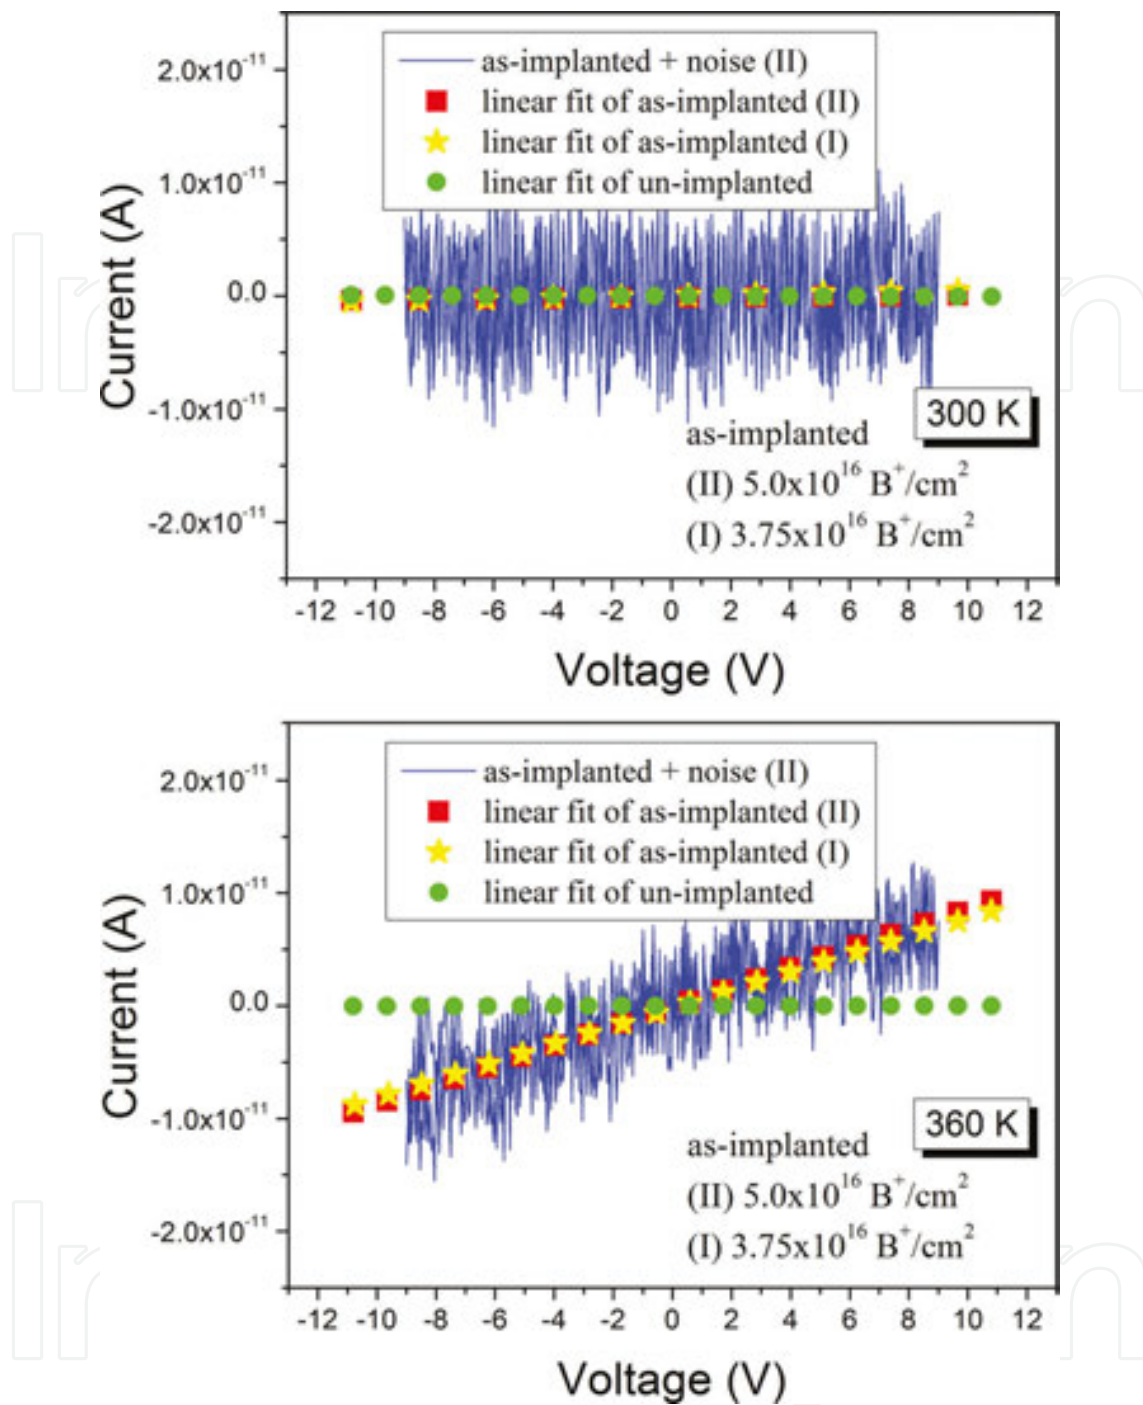 as-implanted + noise (II)
linear fit of as-implanted (II)
linear fit of as-implanted (I)
linear fit of un-implanted
2.0x10⁻¹¹
1.0x10⁻¹¹
0.0
-1.0x10⁻¹¹
-2.0x10⁻¹¹
Current (A)
300 K
as-implanted
(II) 5.0x10¹⁶ B⁺/cm²
(I) 3.75x10¹⁶ B⁺/cm²
-12 -10 -8 -6 -4 -2 0 2 4 6 8 10 12
Voltage (V)
as-implanted + noise (II)
linear fit of as-implanted (II)
linear fit of as-implanted (I)
linear fit of un-implanted
2.0x10⁻¹¹
1.0x10⁻¹¹
0.0
-1.0x10⁻¹¹
-2.0x10⁻¹¹
Current (A)
360 K
as-implanted
(II) 5.0x10¹⁶ B⁺/cm²
(I) 3.75x10¹⁶ B⁺/cm²
-12 -10 -8 -6 -4 -2 0 2 4 6 8 10 12
Voltage (V)